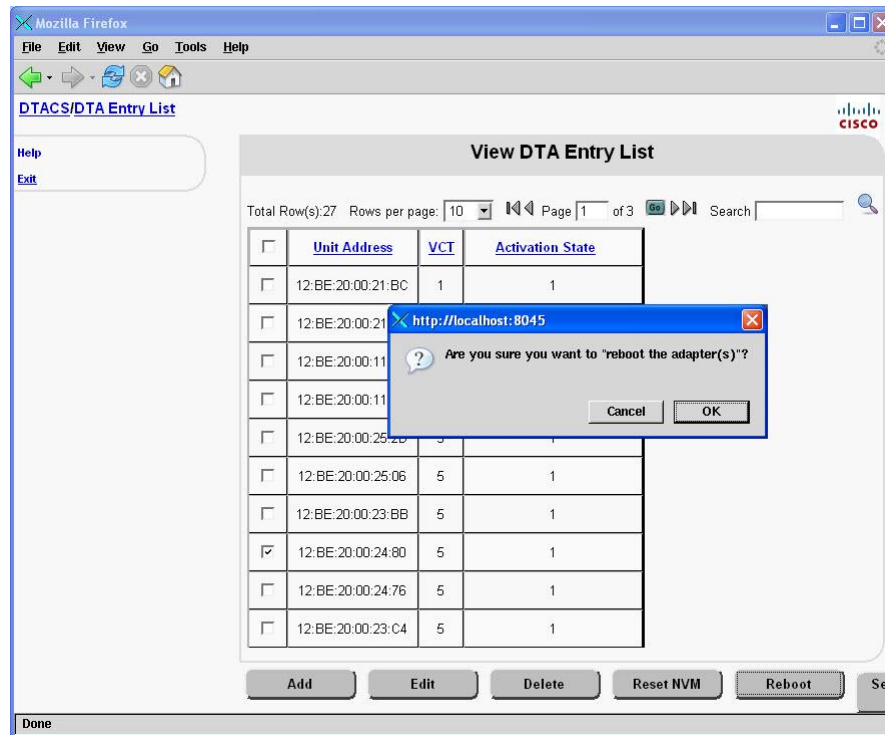 Mozilla Firefox
File Edit View Go Tools Help
DTACS/DTA Entry List
CISCO
Help
Exit
View DTA Entry List
Total Row(s):27 Rows per page: 10 Page 1 of 3 Go Search
Unit Address VCT Activation State
12:BE:20:00:21:BC 1 1
12:BE:20:00:21
12:BE:20:00:11
12:BE:20:00:11
http://localhost:8045
Are you sure you want to "reboot the adapter(s)"?
Cancel OK
12:BE:20:00:25:06 5 1
12:BE:20:00:23:BB 5 1
12:BE:20:00:24:80 5 1
12:BE:20:00:24:76 5 1
12:BE:20:00:23:C4 5 1
Add Edit Delete Reset NVM Reboot Se
Done